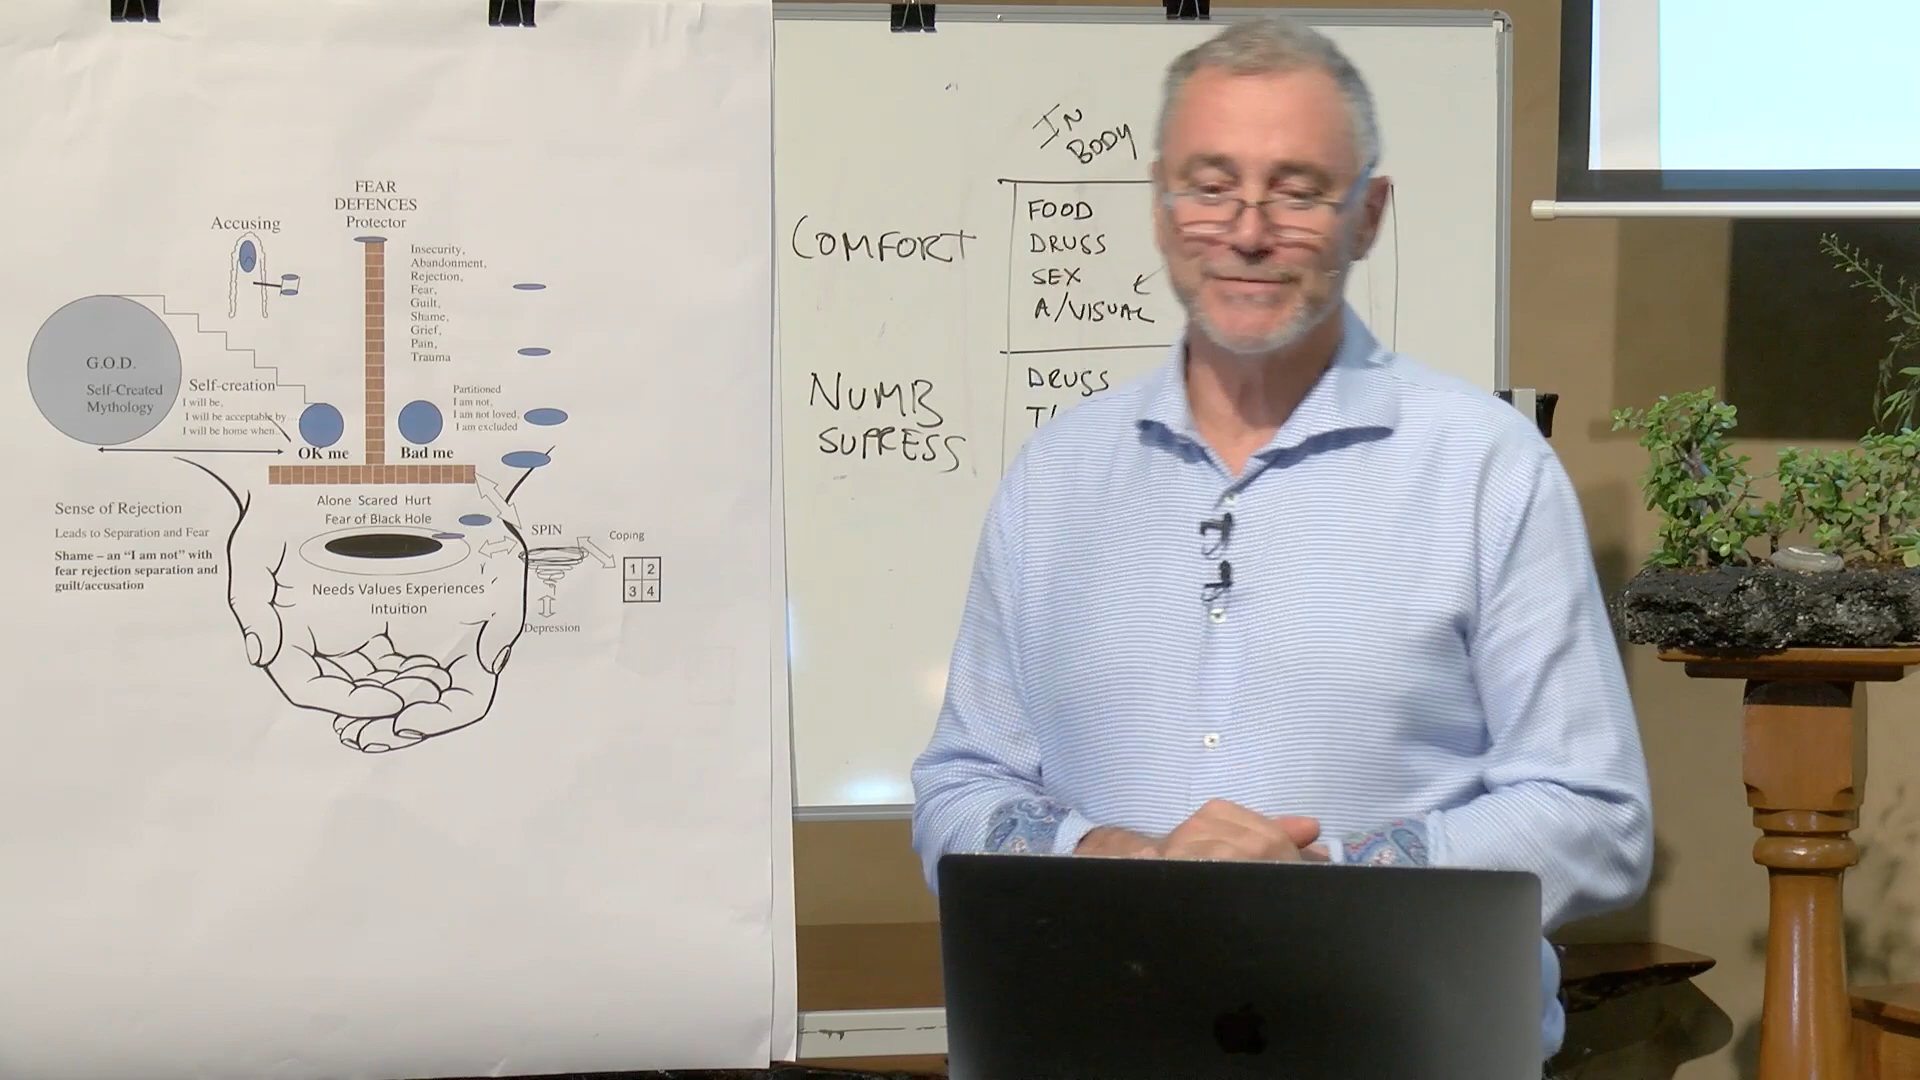 FEAR
DEFENCES
Protector
Accusing
Insecurity,
Abandonment,
Rejection,
Fear,
Guilt,
Shame,
Grief,
Pain,
Trauma
G.O.D.
Self-Created
Mythology
Self-creation
I will be,
I will be acceptable by
I will be home when..
Partitioned
I am not,
I am not loved,
I am excluded
OK me
Bad me
Sense of Rejection
Leads to Separation and Fear
Shame – an “I am not” with
fear rejection separation and
guilt/accusation
Alone Scared Hurt
Fear of Black Hole
Needs Values Experiences
Intuition
SPIN
Coping
1 2
3 4
Depression
IN
BODY
COMFORT
FOOD
DRUGS
SEX
A/VISUAL
NUMB
SUPRESS
DRUGS